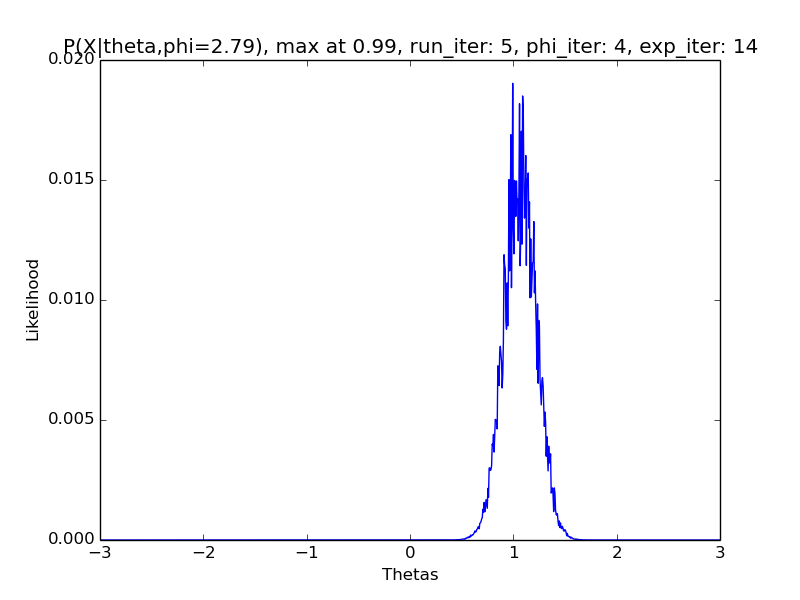 P(X|theta,phi=2.79), max at 0.99, run_iter: 5, phi_iter: 4, exp_iter: 14
0.020
0.015
0.010
0.005
0.000
Likelihood
−3 −2 −1 0 1 2 3
Thetas